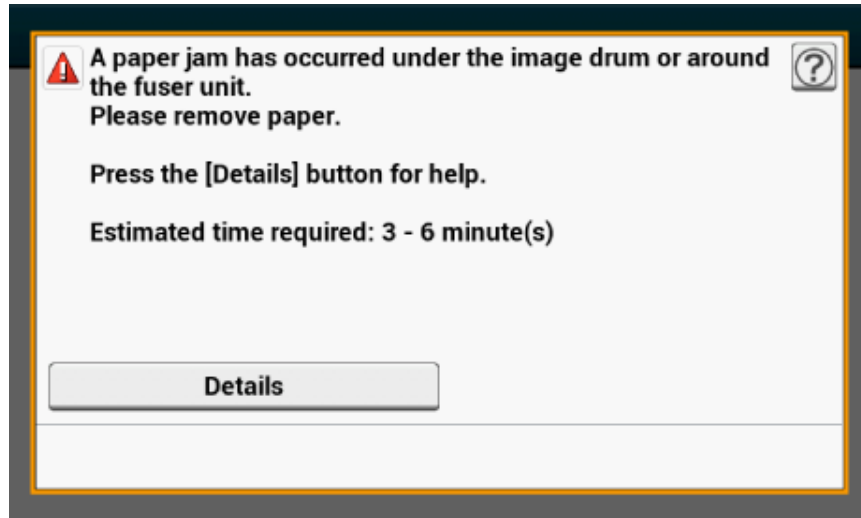 A paper jam has occurred under the image drum or around
the fuser unit.
Please remove paper.
Press the [Details] button for help.
Estimated time required: 3 - 6 minute(s)
Details